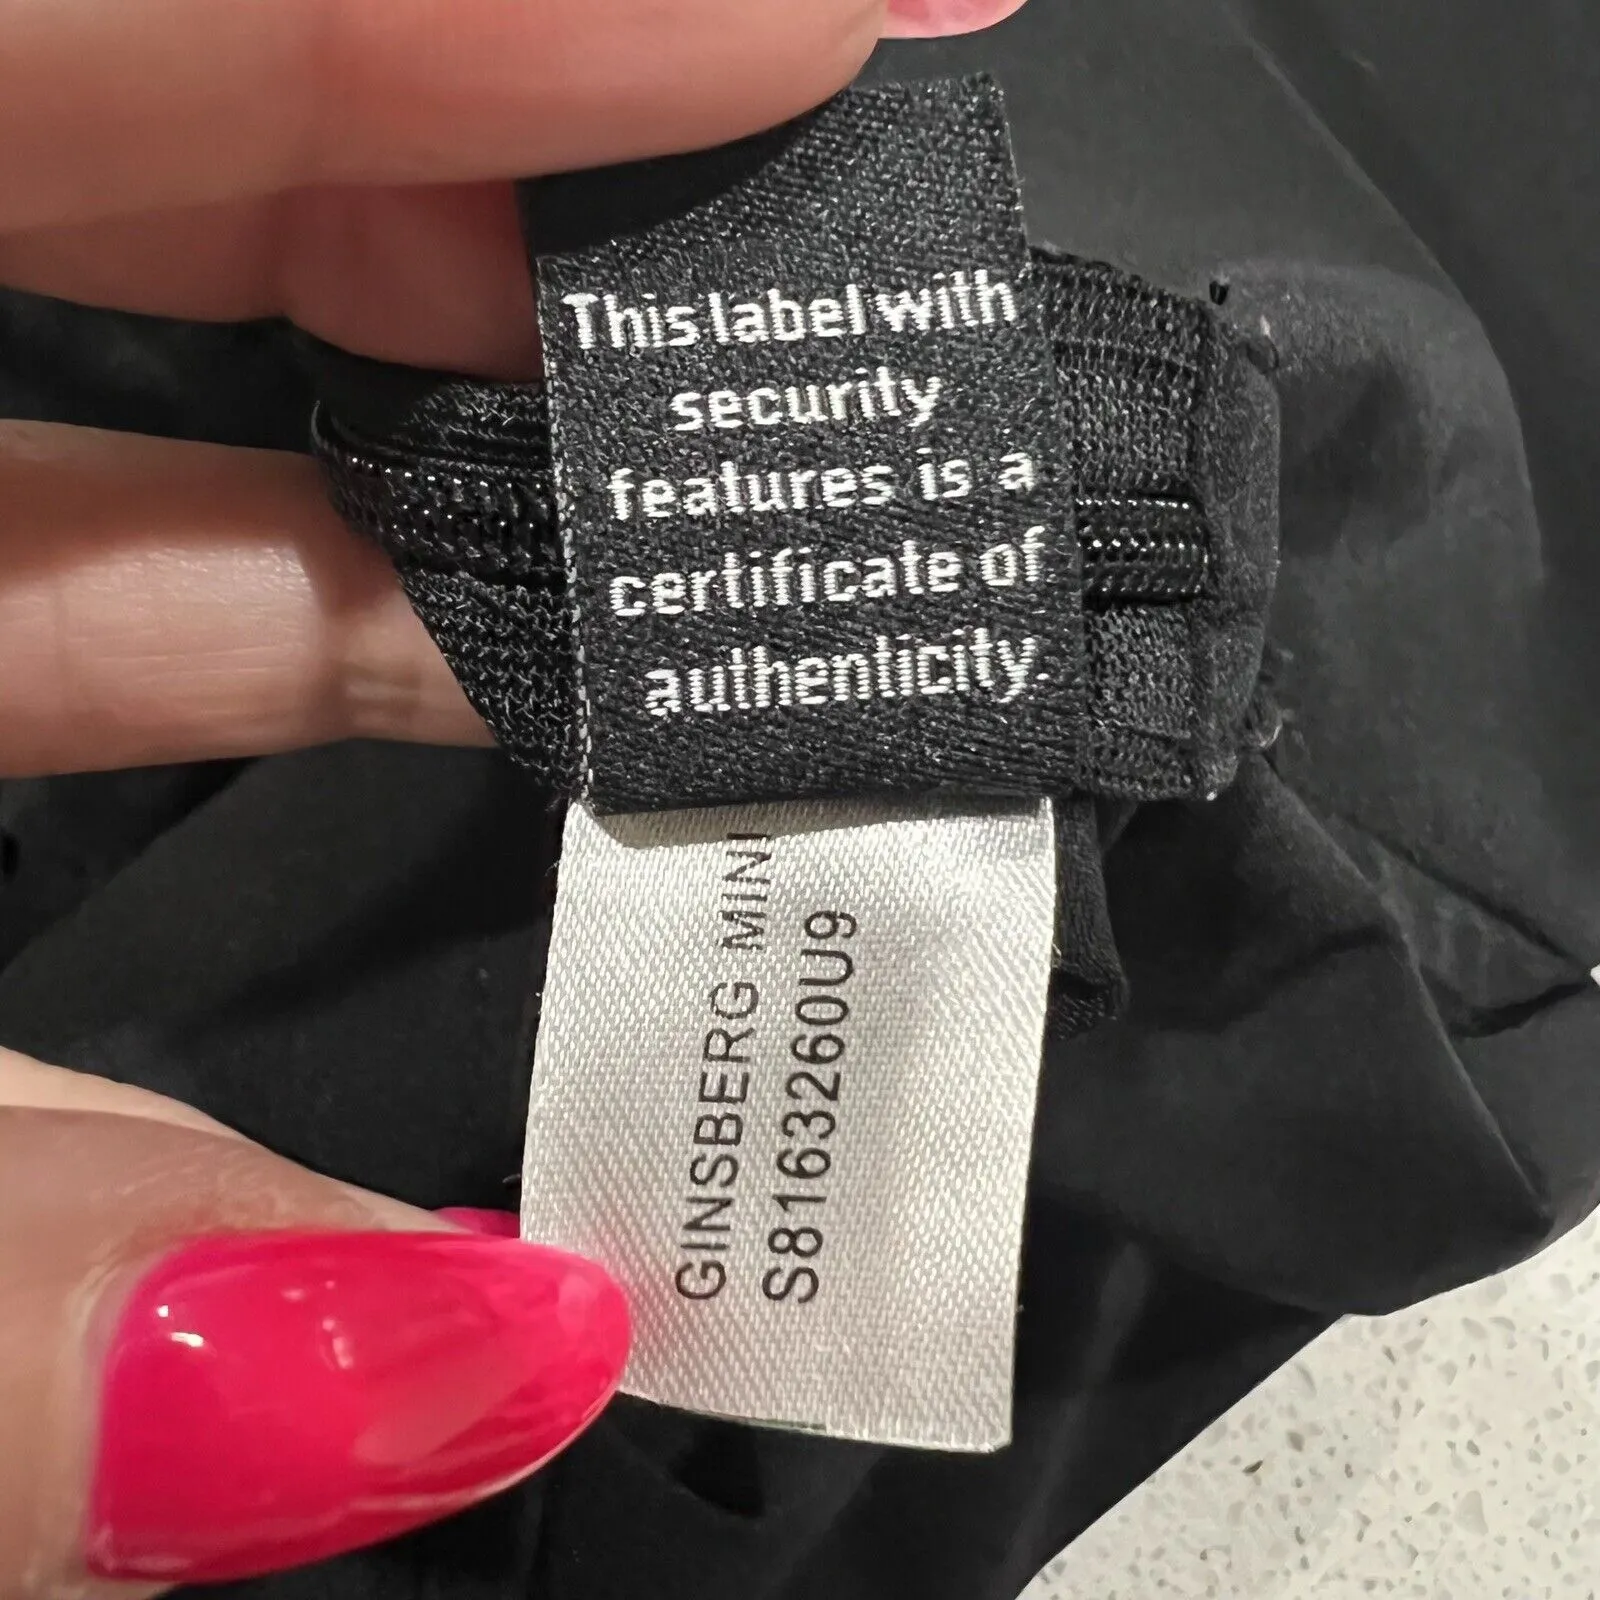 This label with
security
features is a
certificate of
authenticity.
GINSBERG MINI
S8163260U9